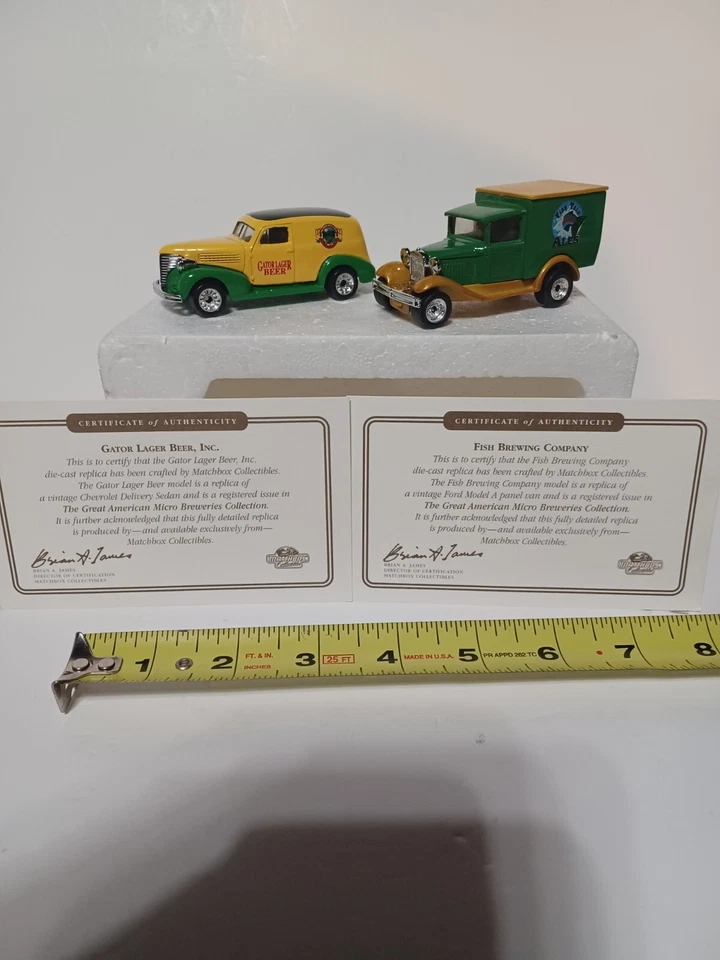 GATOR LAGER
BEER
FISH TALE
ALES
CERTIFICATE of AUTHENTICITY
GATOR LAGER BEER, INC.
This is to certify that the Gator Lager Beer, Inc.
die-cast replica has been crafted by Matchbox Collectibles.
The Gator Lager Beer model is a replica of
a vintage Chevrolet Delivery Sedan and is a registered issue in
The Great American Micro Breweries Collection.
It is further acknowledged that this fully detailed replica
is produced by—and available exclusively from—
Matchbox Collectibles.
Brian A. James
BRIAN A. JAMES
DIRECTOR OF CERTIFICATION
MATCHBOX COLLECTIBLES
CERTIFICATE of AUTHENTICITY
FISH BREWING COMPANY
This is to certify that the Fish Brewing Company
die-cast replica has been crafted by Matchbox Collectibles.
The Fish Brewing Company model is a replica of
a vintage Ford Model A panel van and is a registered issue in
The Great American Micro Breweries Collection.
It is further acknowledged that this fully detailed replica
is produced by—and available exclusively from—
Matchbox Collectibles.
Brian A. James
BRIAN A. JAMES
DIRECTOR OF CERTIFICATION
MATCHBOX COLLECTIBLES
1 2 FT. & IN. INCHES 3 25 FT 4 MADE IN U.S.A. 5 PR APPD 262 TC 6 7 8